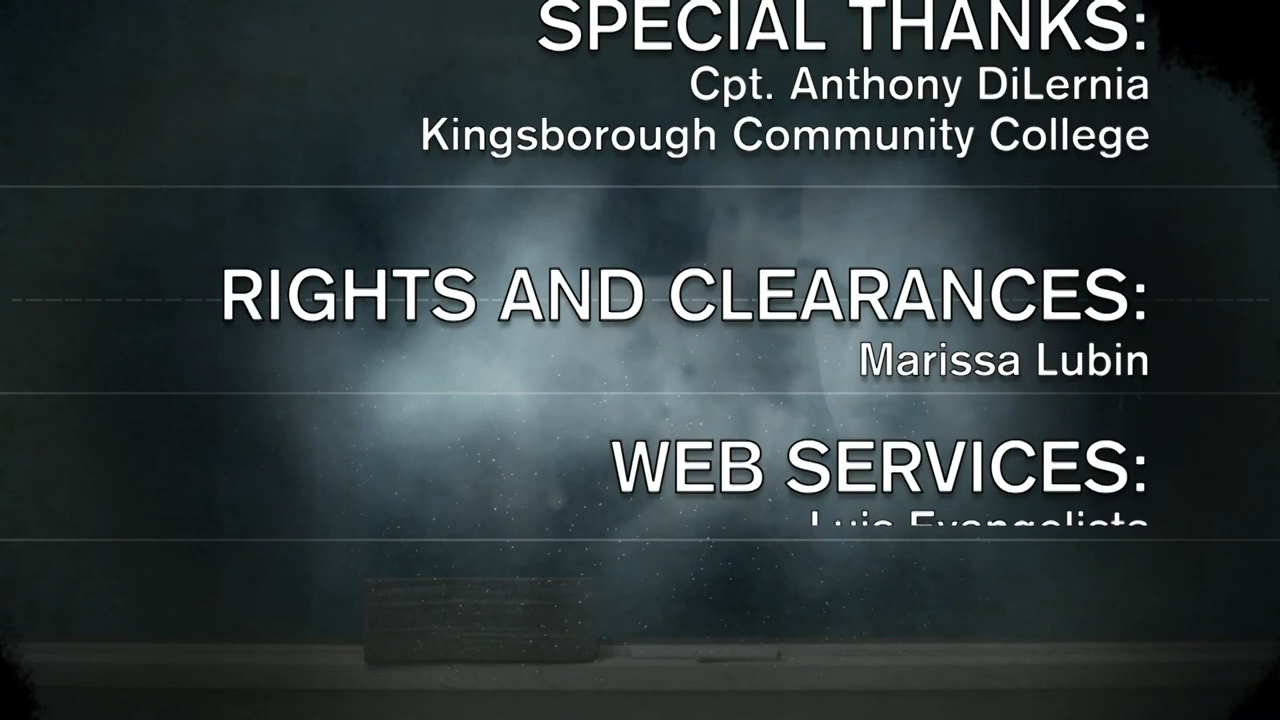 SPECIAL THANKS:
Cpt. Anthony DiLernia
Kingsborough Community College
RIGHTS AND CLEARANCES:
Marissa Lubin
WEB SERVICES: